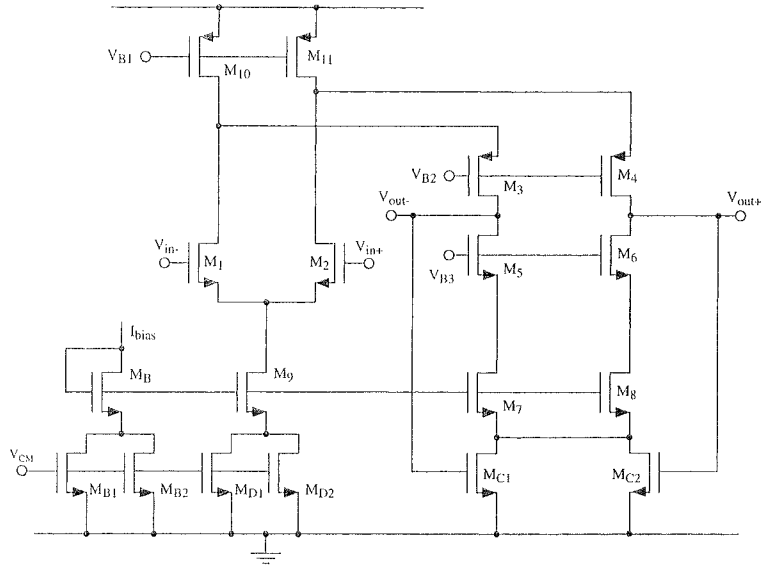 V_B1
M_10
M_11
V_B2
M_3
M_4
V_out-
V_out+
V_in-
M_1
M_2
V_in+
V_B3
M_5
M_6
I_bias
M_B
M_9
M_7
M_8
V_CM
M_B1
M_B2
M_D1
M_D2
M_C1
M_C2